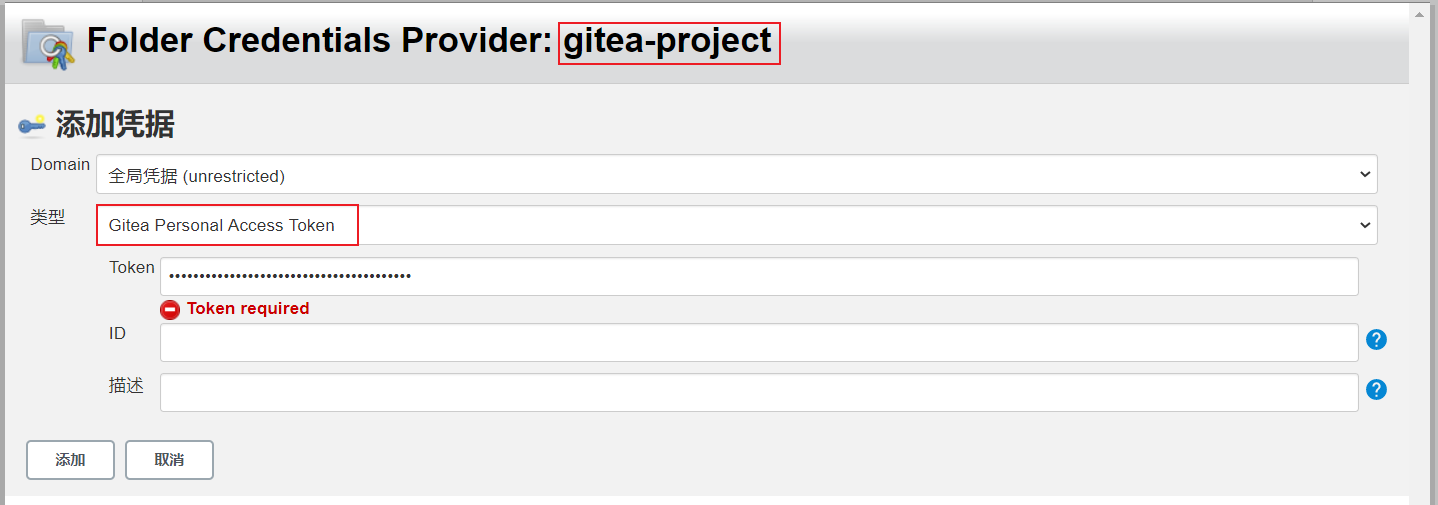 Folder Credentials Provider: gitea-project
添加凭据
Domain
全局凭据 (unrestricted)
类型
Gitea Personal Access Token
Token
••••••••••••••••••••••••••••••••••••••••
Token required
ID
描述
添加 取消